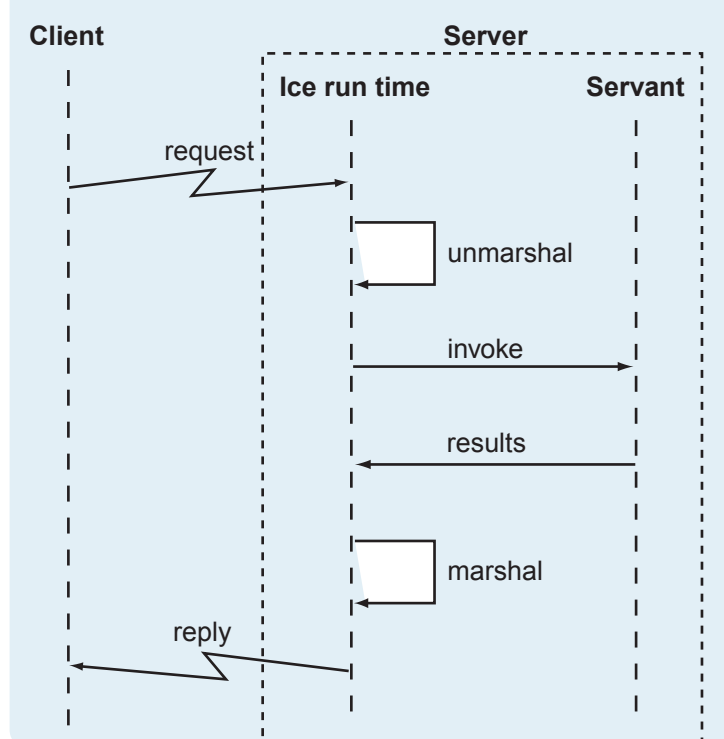 Client
Server
Ice run time
Servant
request
unmarshal
invoke
results
marshal
reply